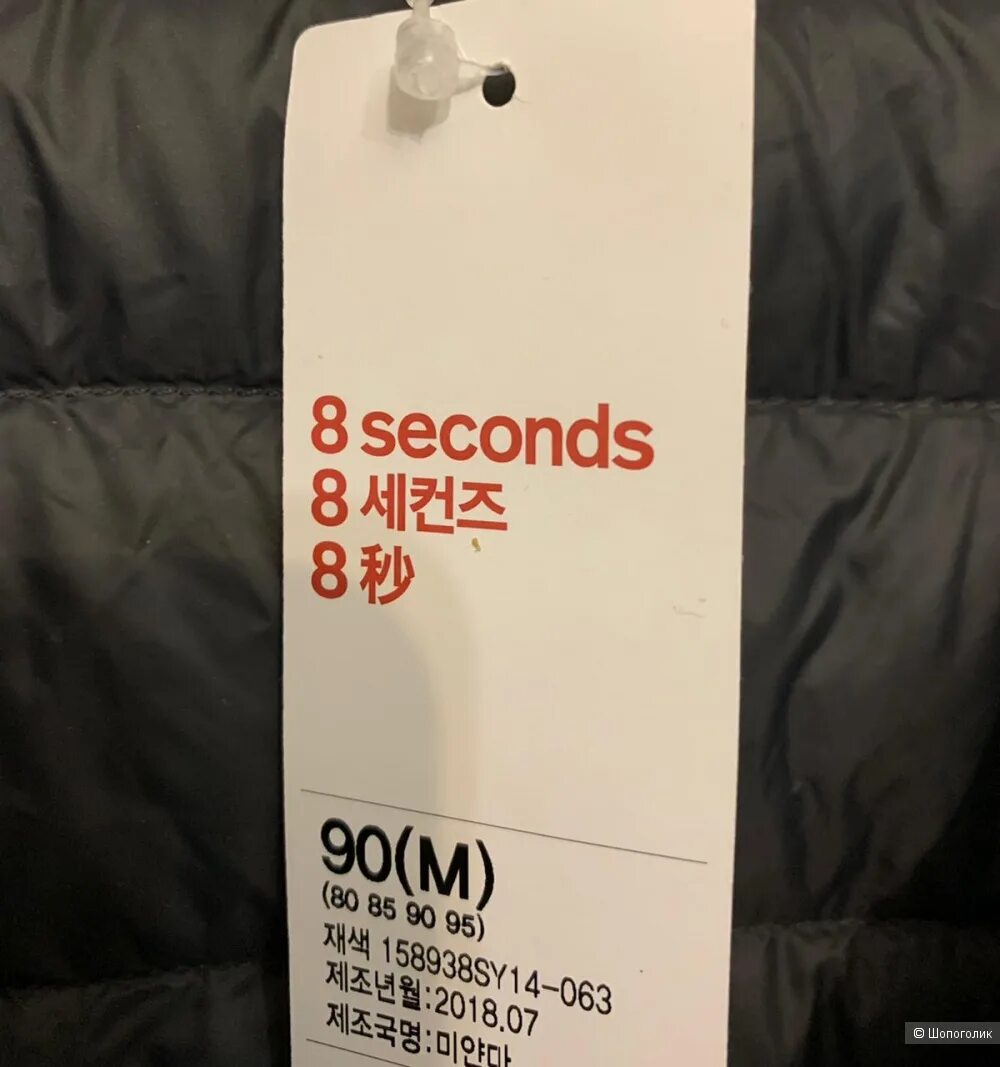 8 seconds
8 세컨즈
8 秒
90(M)
(80 85 90 95)
재색 158938SY14-063
제조년월:2018.07
제조국명:미얀마
© Шопоголик